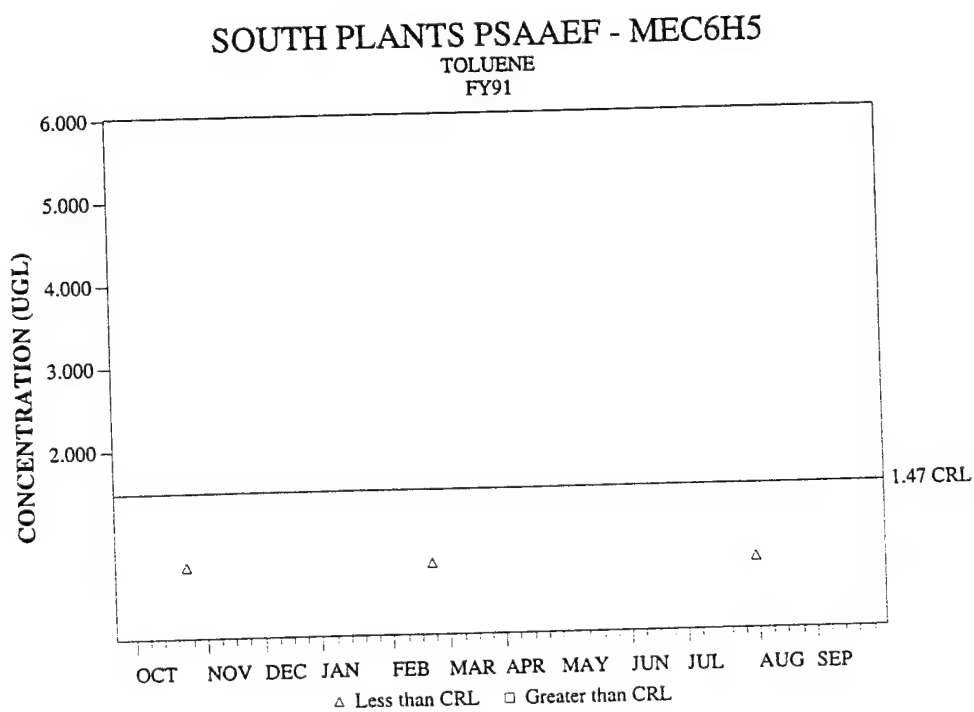 SOUTH PLANTS PSAAEF - MEC6H5
TOLUENE
FY91
CONCENTRATION (UGL)
6.000
5.000
4.000
3.000
2.000
1.47 CRL
OCT NOV DEC JAN FEB MAR APR MAY JUN JUL AUG SEP
△ Less than CRL □ Greater than CRL